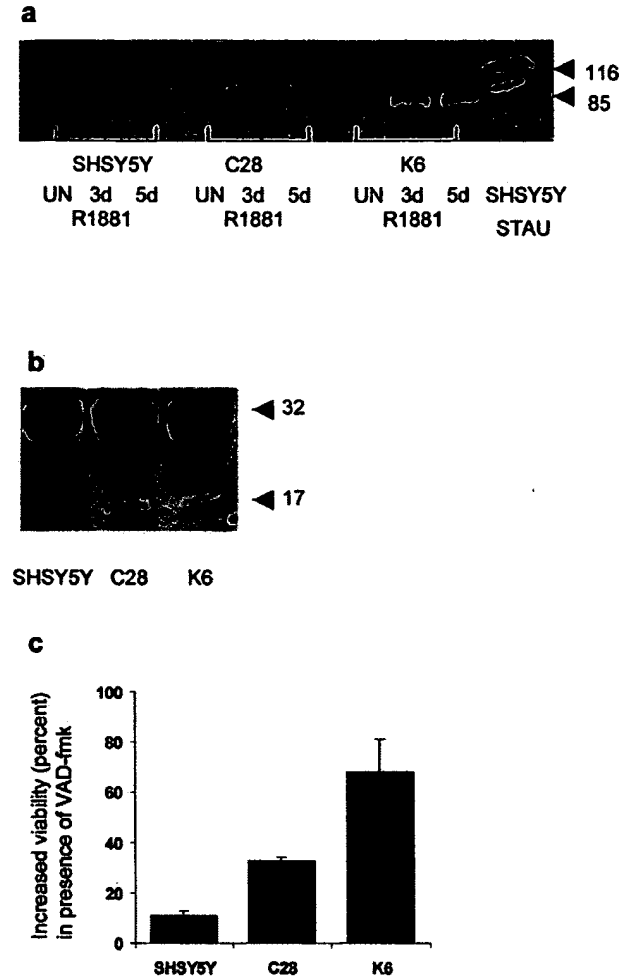 a
116
85
SHSY5Y C28 K6
UN 3d 5d UN 3d 5d UN 3d 5d SHSY5Y
R1881 R1881 R1881 STAU
b
32
17
SHSY5Y C28 K6
c
Increased viability (percent)
in presence of VAD-fmk
100
80
60
40
20
0
SHSY5Y C28 K6